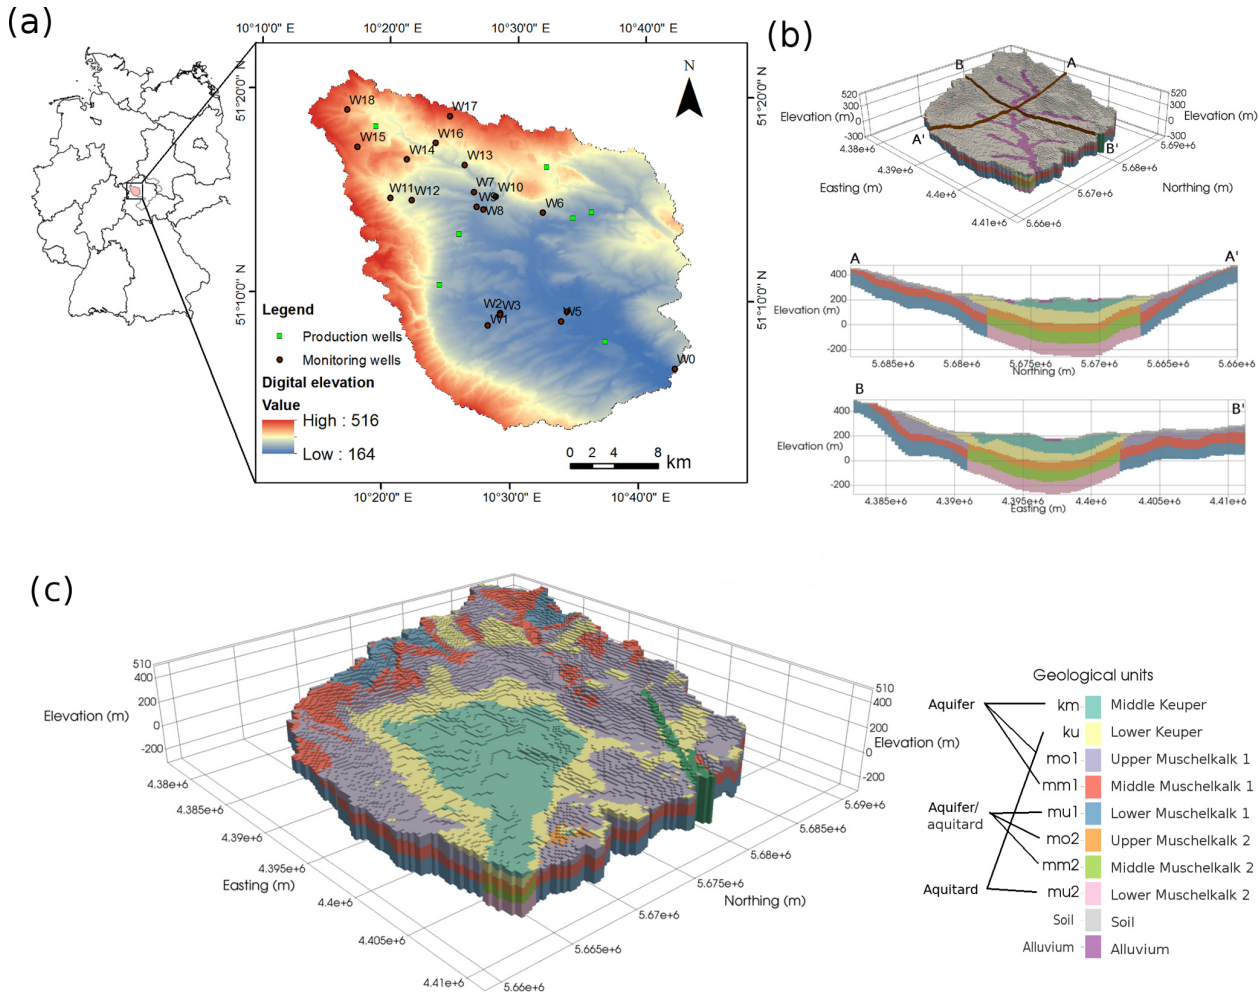 (a)
10°10'0" E
10°20'0" E
10°30'0" E
10°40'0" E
51°20'0" N
51°10'0" N
51°20'0" N
51°10'0" N
N
W18
W17
W15
W16
W14
W13
W11
W12
W7
W10
W9
W8
W6
W2
W3
W1
W5
W0
Legend
Production wells
Monitoring wells
Digital elevation
Value
High : 516
Low : 164
0 2 4 8
km
10°20'0" E
10°30'0" E
10°40'0" E
(b)
B
A
A'
B'
520
300
0
-300
Elevation (m)
520
300
0
-300
Elevation (m)
4.38e+6
4.39e+6
4.4e+6
4.41e+6
Easting (m)
5.69e+6
5.68e+6
5.67e+6
5.66e+6
Northing (m)
A
A'
400
200
0
-200
Elevation (m)
5.685e+6
5.68e+6
5.675e+6
5.67e+6
5.665e+6
5.66e+6
Northing (m)
B
B'
400
200
0
-200
Elevation (m)
4.385e+6
4.39e+6
4.395e+6
4.4e+6
4.405e+6
4.41e+6
Easting (m)
(c)
510
400
200
0
-200
Elevation (m)
510
400
200
0
-200
Elevation (m)
4.38e+6
4.385e+6
4.39e+6
4.395e+6
4.4e+6
4.405e+6
4.41e+6
Easting (m)
5.69e+6
5.685e+6
5.68e+6
5.675e+6
5.67e+6
5.665e+6
5.66e+6
Northing (m)
Geological units
Aquifer
Aquifer/
aquitard
Aquitard
km Middle Keuper
ku Lower Keuper
mo1 Upper Muschelkalk 1
mm1 Middle Muschelkalk 1
mu1 Lower Muschelkalk 1
mo2 Upper Muschelkalk 2
mm2 Middle Muschelkalk 2
mu2 Lower Muschelkalk 2
Soil Soil
Alluvium Alluvium